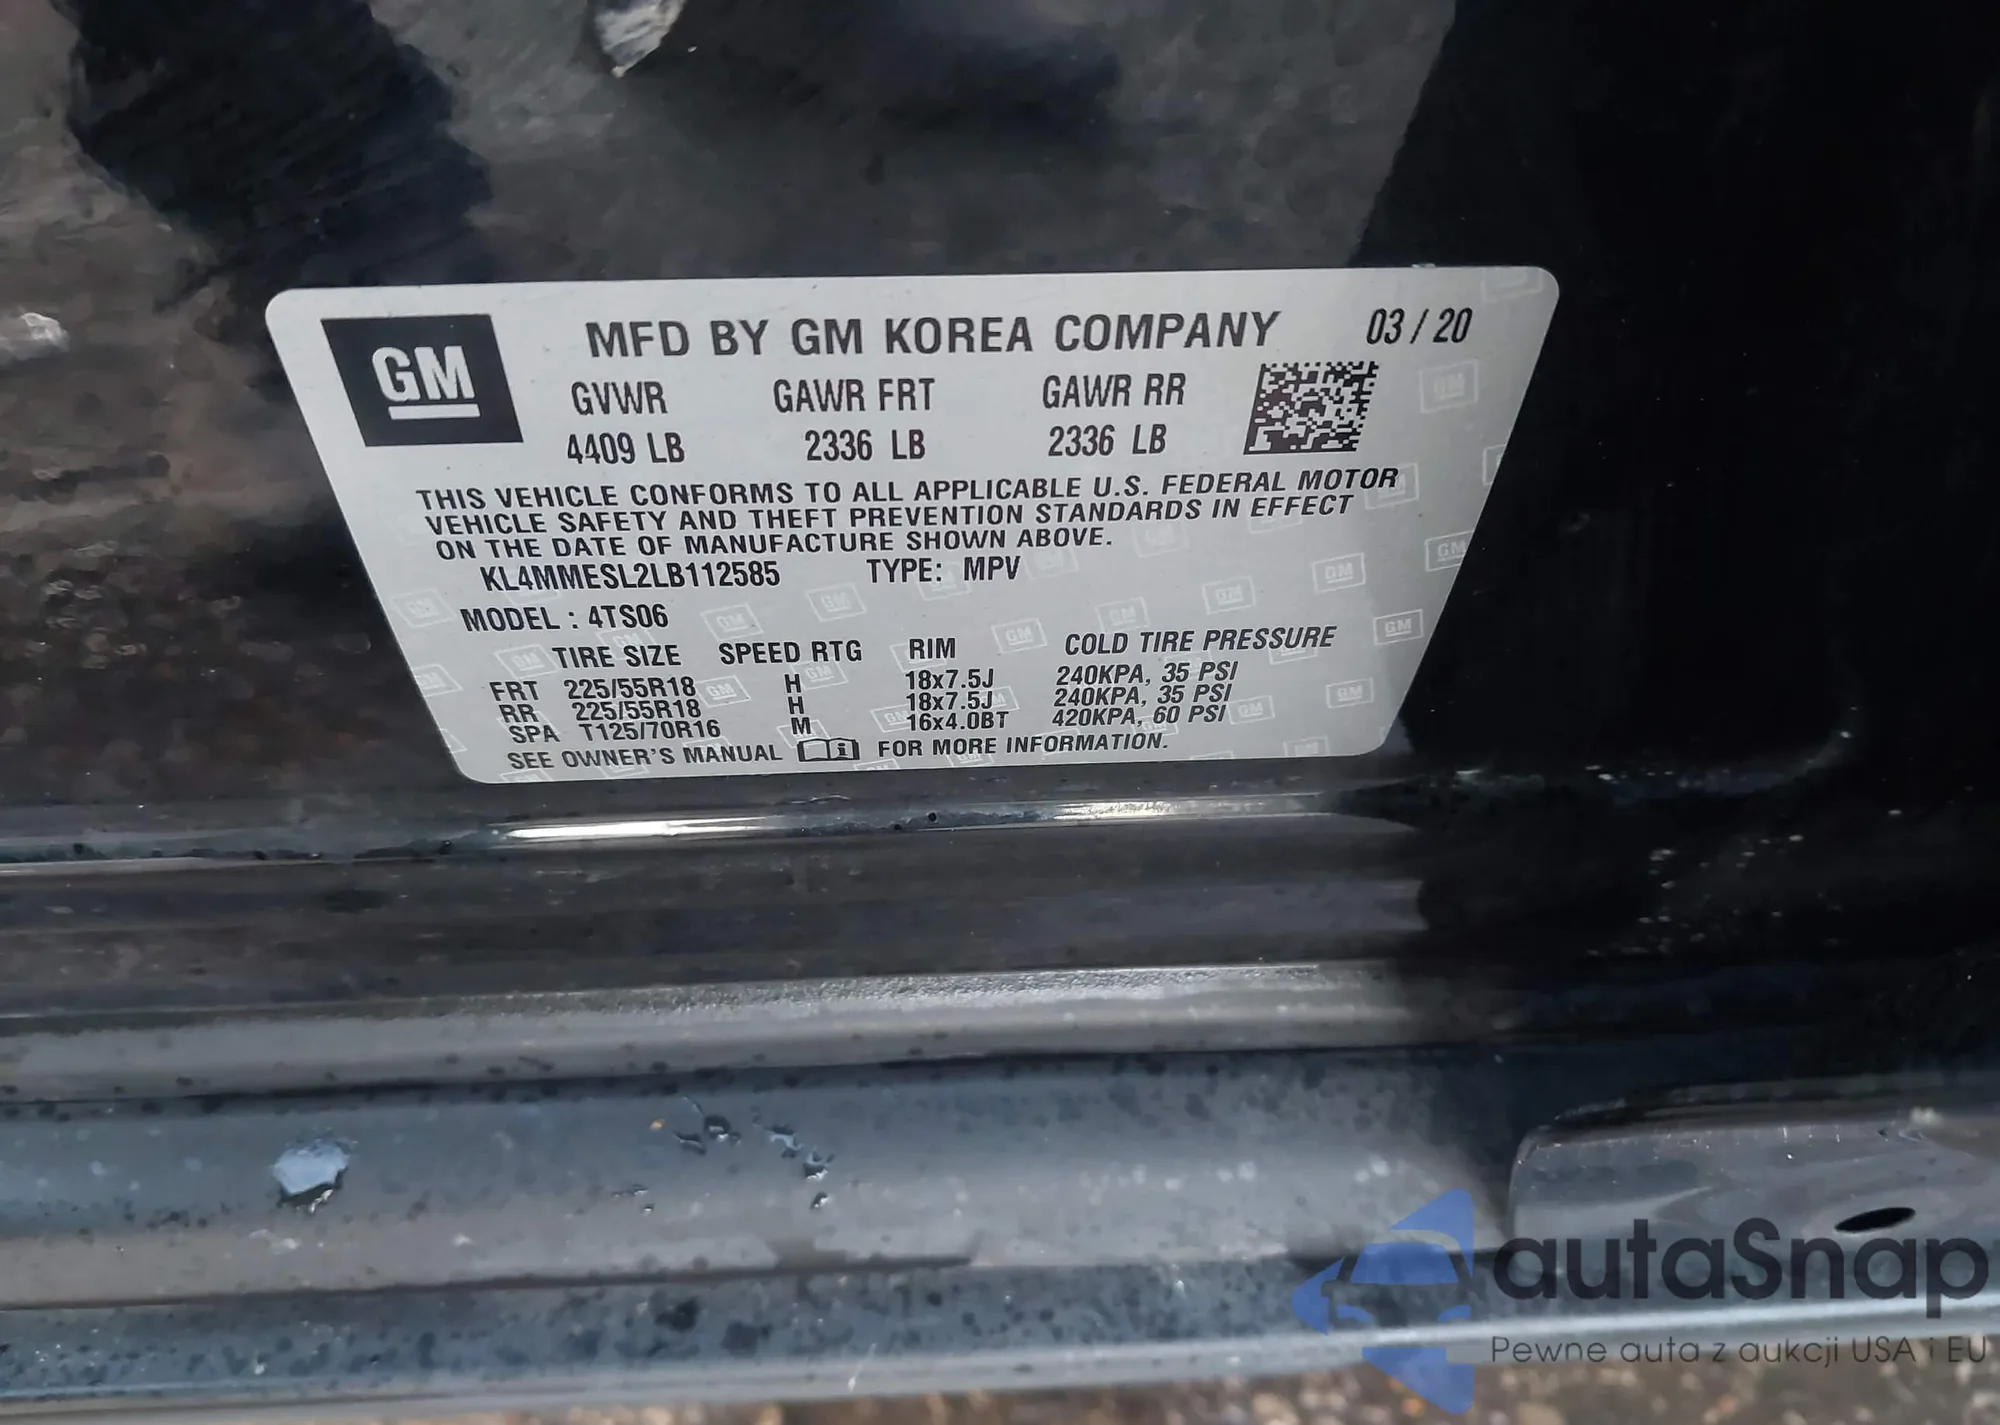 GM
MFD BY GM KOREA COMPANY 03 / 20
GVWR GAWR FRT GAWR RR
4409 LB 2336 LB 2336 LB
THIS VEHICLE CONFORMS TO ALL APPLICABLE U.S. FEDERAL MOTOR
VEHICLE SAFETY AND THEFT PREVENTION STANDARDS IN EFFECT
ON THE DATE OF MANUFACTURE SHOWN ABOVE.
KL4MMESL2LB112585 TYPE: MPV
MODEL : 4TS06
TIRE SIZE SPEED RTG RIM COLD TIRE PRESSURE
FRT 225/55R18 H 18x7.5J 240KPA, 35 PSI
RR 225/55R18 H 18x7.5J 240KPA, 35 PSI
SPA T125/70R16 M 16x4.0BT 420KPA, 60 PSI
SEE OWNER'S MANUAL FOR MORE INFORMATION.
autaSnap
Pewne auta z aukcji USA i EU